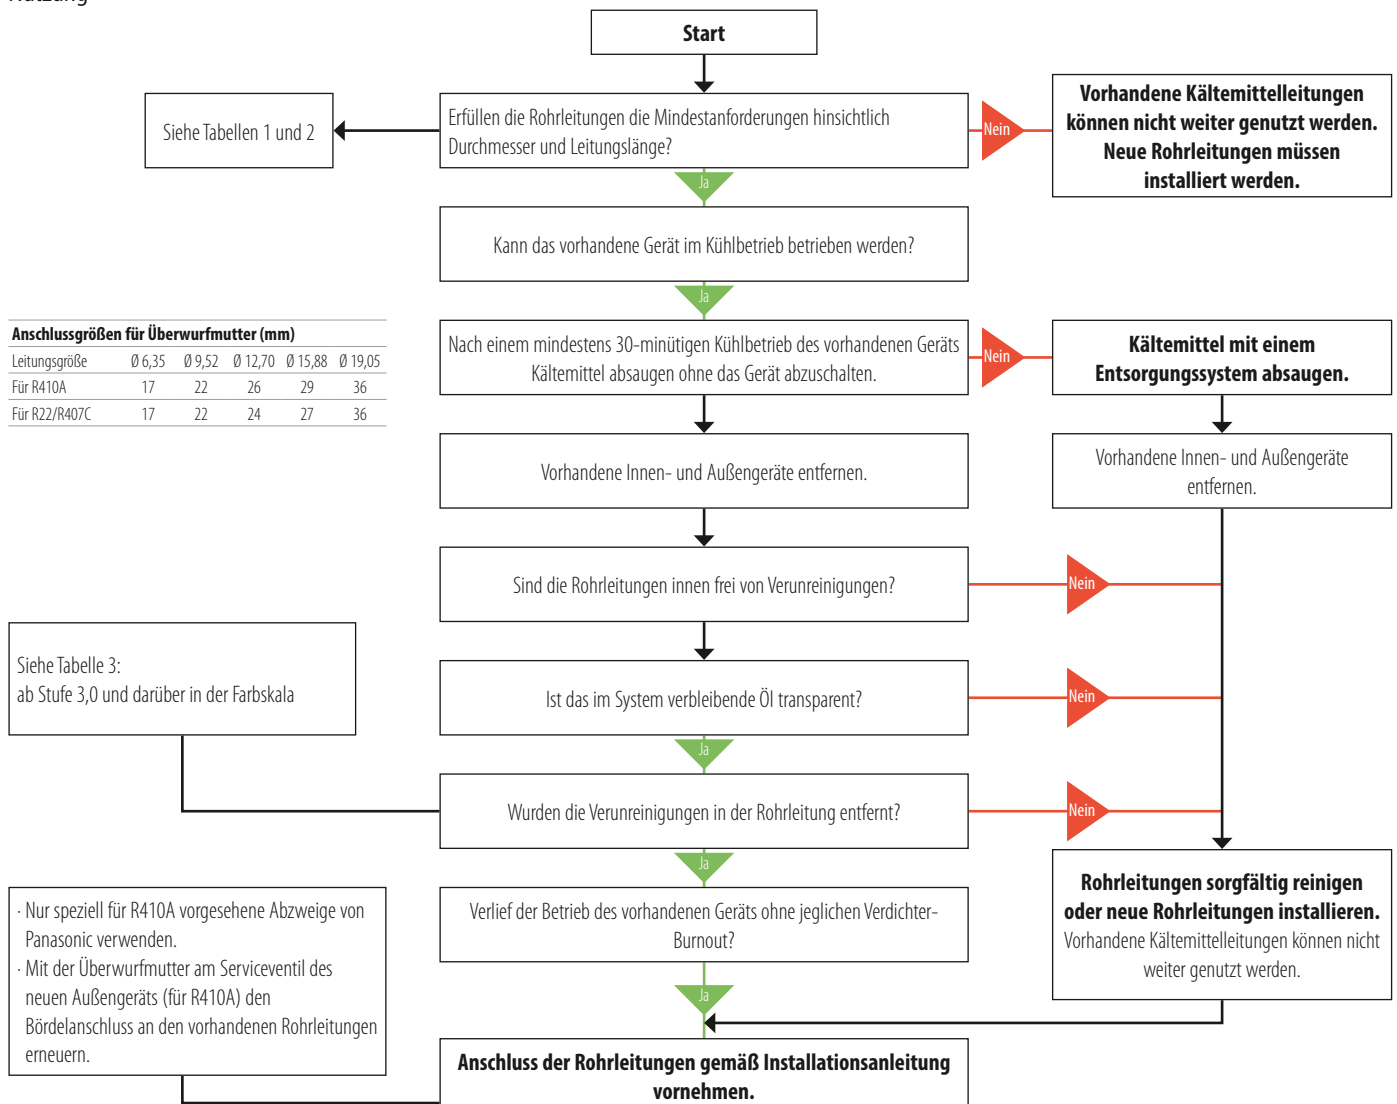 Nutzung
Start
Siehe Tabellen 1 und 2
Erfüllen die Rohrleitungen die Mindestanforderungen hinsichtlich
Durchmesser und Leitungslänge?
Nein
Vorhandene Kältemittelleitungen
können nicht weiter genutzt werden.
Neue Rohrleitungen müssen
installiert werden.
Ja
Kann das vorhandene Gerät im Kühlbetrieb betrieben werden?
Ja
Anschlussgrößen für Überwurfmutter (mm)
Leitungsgröße Ø 6,35 Ø 9,52 Ø 12,70 Ø 15,88 Ø 19,05
Für R410A 17 22 26 29 36
Für R22/R407C 17 22 24 27 36
Nach einem mindestens 30-minütigen Kühlbetrieb des vorhandenen Geräts
Kältemittel absaugen ohne das Gerät abzuschalten.
Nein
Kältemittel mit einem
Entsorgungssystem absaugen.
Vorhandene Innen- und Außengeräte entfernen.
Vorhandene Innen- und Außengeräte
entfernen.
Sind die Rohrleitungen innen frei von Verunreinigungen?
Nein
Siehe Tabelle 3:
ab Stufe 3,0 und darüber in der Farbskala
Ist das im System verbleibende Öl transparent?
Nein
Ja
Wurden die Verunreinigungen in der Rohrleitung entfernt?
Nein
Ja
Rohrleitungen sorgfältig reinigen
oder neue Rohrleitungen installieren.
Vorhandene Kältemittelleitungen können nicht
weiter genutzt werden.
Verlief der Betrieb des vorhandenen Geräts ohne jeglichen Verdichter-
Burnout?
Ja
· Nur speziell für R410A vorgesehene Abzweige von
Panasonic verwenden.
· Mit der Überwurfmutter am Serviceventil des
neuen Außengeräts (für R410A) den
Bördelanschluss an den vorhandenen Rohrleitungen
erneuern.
Anschluss der Rohrleitungen gemäß Installationsanleitung
vornehmen.